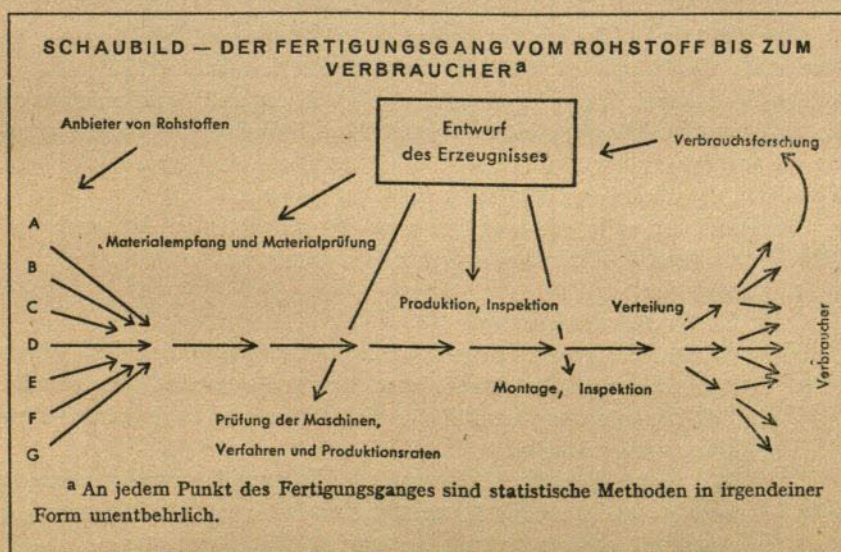 SCHAUBILD — DER FERTIGUNGSGANG VOM ROHSTOFF BIS ZUM
VERBRAUCHERa
Anbieter von Rohstoffen
Entwurf
des Erzeugnisses
Verbrauchsforschung
A
Materialempfang und Materialprüfung
B
C
Produktion, Inspektion
Verteilung
D
E
Montage, Inspektion
Verbraucher
F
Prüfung der Maschinen,
Verfahren und Produktionsraten
G
a An jedem Punkt des Fertigungsganges sind statistische Methoden in irgendeiner
Form unentbehrlich.